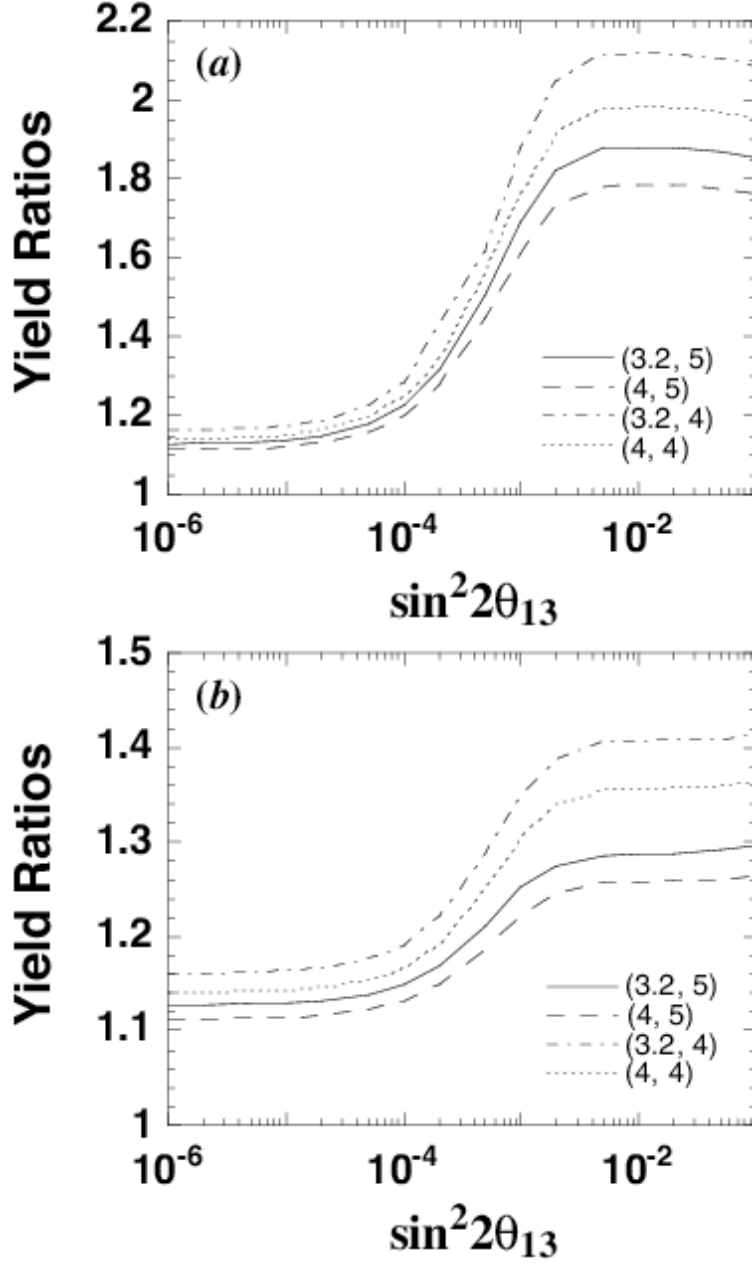 (a)
Yield Ratios
2.2
2
1.8
1.6
1.4
1.2
1
(3.2, 5)
(4, 5)
(3.2, 4)
(4, 4)
10⁻⁶ 10⁻⁴ 10⁻²
sin²2θ₁₃
(b)
Yield Ratios
1.5
1.4
1.3
1.2
1.1
1
(3.2, 5)
(4, 5)
(3.2, 4)
(4, 4)
10⁻⁶ 10⁻⁴ 10⁻²
sin²2θ₁₃